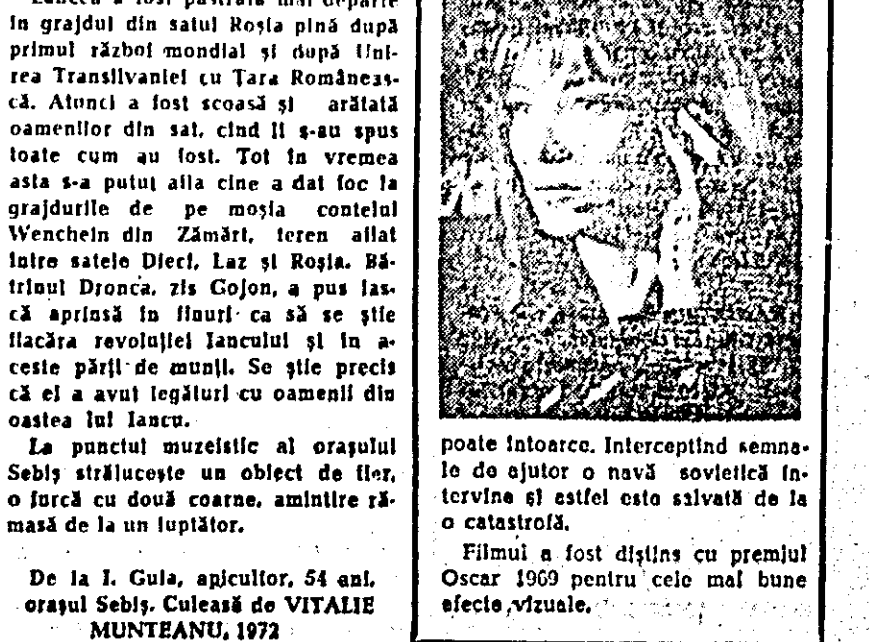 Lancea a fost păstrată mai departe
în grajdul din satul Roşia pînă după
primul război mondial şi după Uni-
rea Transilvaniei cu Ţara Româneas-
că. Atunci a fost scoasă şi arătată
oamenilor din sat, cînd li s-au spus
toate cum au fost. Tot în vremea
asta s-a putut afla cine a dat foc la
grajdurile de pe moşia contelui
Wenchein din Zămărt, teren aflat
între satele Dieci, Laz şi Roşia. Bă-
trînul Dronca, zis Gojon, a pus ias-
că aprinsă în finuri ca să se ştie
flacăra revoluţiei Iancului şi în a-
ceste părţi de munţi. Se ştie precis
că el a avut legături cu oamenii din
oastea lui Iancu.
La punctul muzeistic al oraşului
Sebiş străluceşte un obiect de fier,
o furcă cu două coarne, amintire ră-
masă de la un luptător.
De la I. Gula, apicultor, 54 ani,
oraşul Sebiş. Culeasă de VITALIE
MUNTEANU, 1972
poate întoarce. Interceptînd semna-
le de ajutor o navă sovietică in-
tervine şi astfel este salvată de la
o catastrofă.
Filmul a fost distins cu premiul
Oscar 1969 pentru cele mai bune
efecte vizuale.